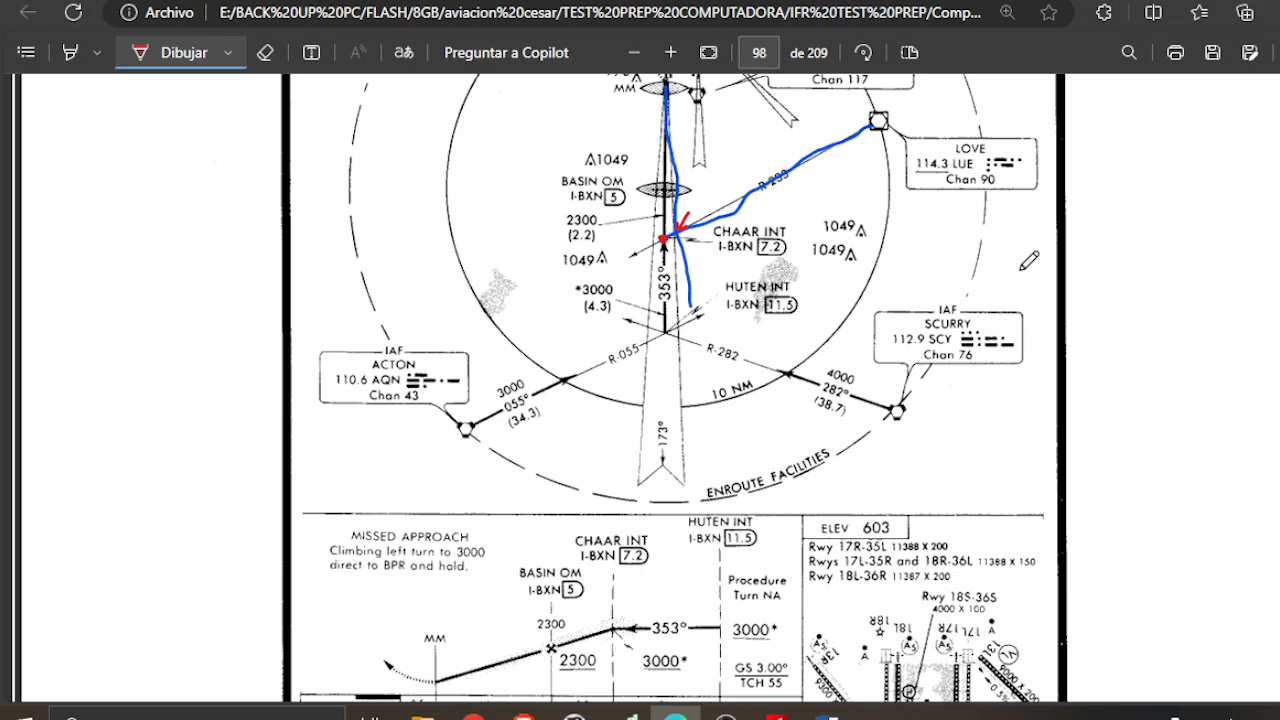 Archivo
E:/BACK%20UP%20PC/FLASH/8GB/aviacion%20cesar/TEST%20PREP%20COMPUTADORA/IFR%20TEST%20PREP/Comp...
Dibujar
Preguntar a Copilot
98
de 209
Chan 117
MM
1049
LOVE
114.3 LUE
Chan 90
BASIN OM
I-BXN 5
2300
(2.2)
CHAAR INT
I-BXN 7.2
1049
1049
1049
353°
*3000
(4.3)
HUTEN INT
I-BXN 11.5
IAF
SCURRY
112.9 SCY
Chan 76
IAF
ACTON
110.6 AQN
Chan 43
R-055
R-282
3000
055°
(34.3)
10 NM
4000
282°
(38.7)
173°
ENROUTE FACILITIES
MISSED APPROACH
Climbing left turn to 3000
direct to BPR and hold.
HUTEN INT
I-BXN 11.5
CHAAR INT
I-BXN 7.2
BASIN OM
I-BXN 5
Procedure
Turn NA
2300
353°
3000*
MM
2300
3000*
GS 3.00°
TCH 55
ELEV 603
Rwy 17R-35L 11388 X 200
Rwys 17L-35R and 18R-36L 11388 X 150
Rwy 18L-36R 11387 X 200
Rwy 18S-36S
4000 X 100
18R
18L
17R
17L
13R
13L